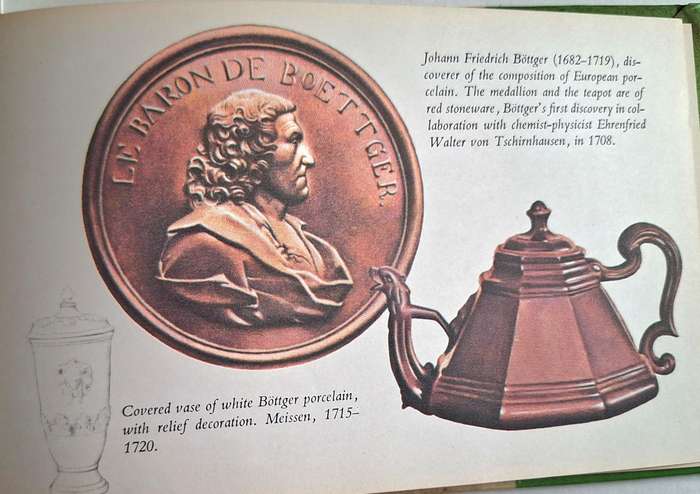 LE BARON DE BOETTGER.
Johann Friedrich Böttger (1682–1719), dis-
coverer of the composition of European por-
celain. The medallion and the teapot are of
red stoneware, Böttger's first discovery in col-
laboration with chemist-physicist Ehrenfried
Walter von Tschirnhausen, in 1708.
Covered vase of white Böttger porcelain,
with relief decoration. Meissen, 1715–
1720.